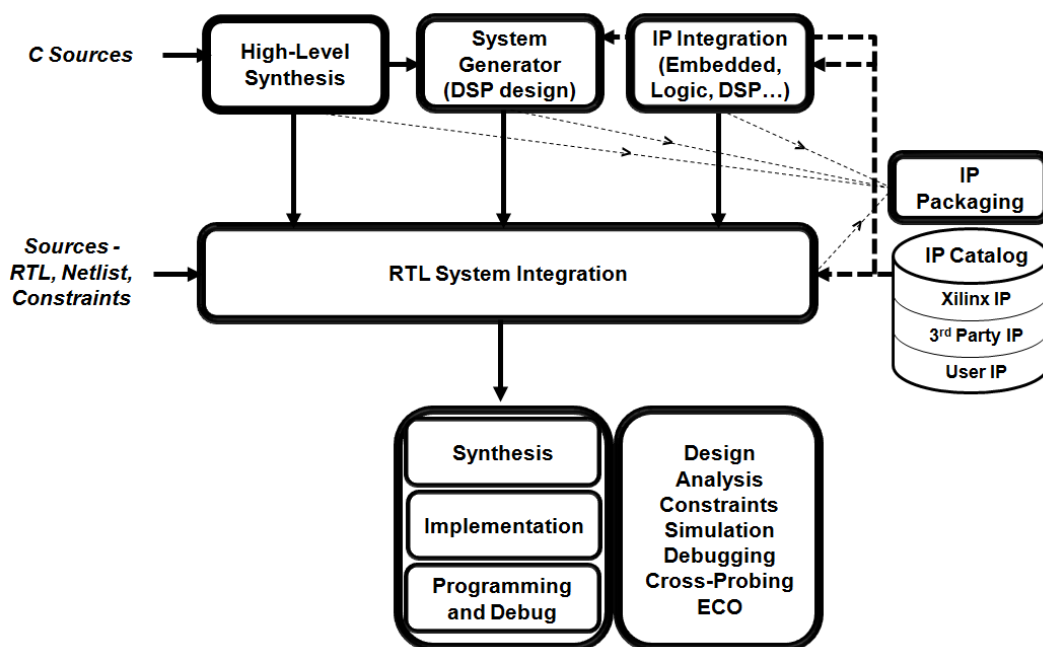 C Sources
High-Level
Synthesis
System
Generator
(DSP design)
IP Integration
(Embedded,
Logic, DSP…)
IP
Packaging
Sources -
RTL, Netlist,
Constraints
RTL System Integration
IP Catalog
Xilinx IP
3rd Party IP
User IP
Synthesis
Implementation
Programming
and Debug
Design
Analysis
Constraints
Simulation
Debugging
Cross-Probing
ECO